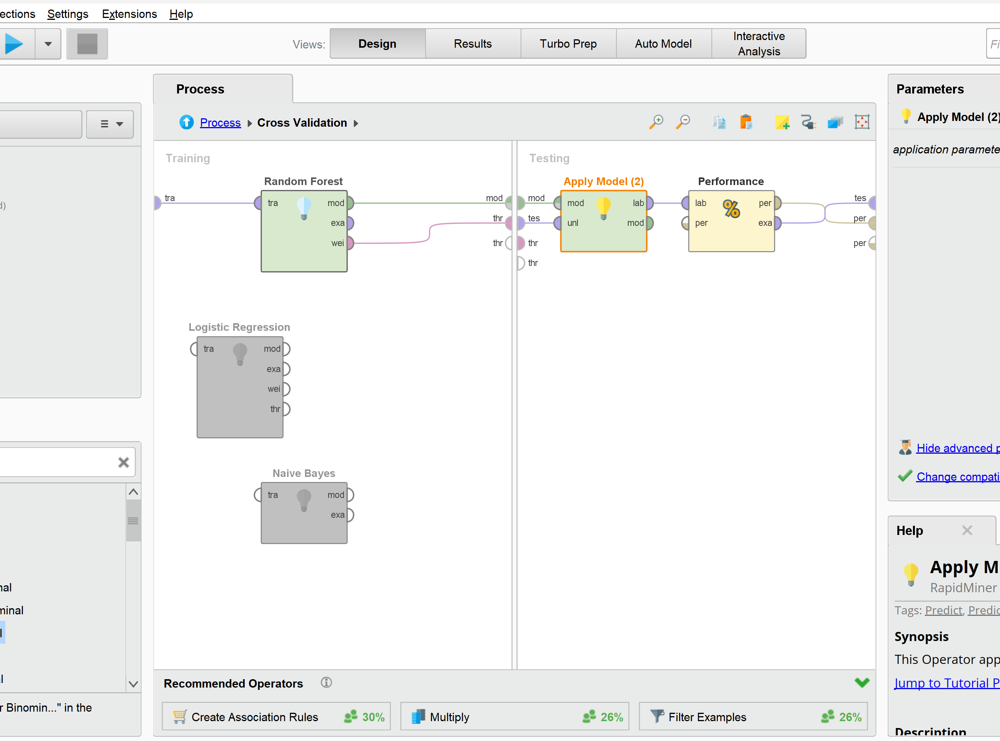 ections Settings Extensions Help
Views: Design Results Turbo Prep Auto Model Interactive Analysis
Fi
Process
Process Cross Validation
d)
Training
Random Forest
tra
tra mod
exa
wei
mod
thr
thr
Logistic Regression
tra mod
exa
wei
thr
Naive Bayes
tra mod
exa
Testing
mod
tes
thr
thr
Apply Model (2)
mod lab
unl mod
Performance
lab per
per exa
tes
per
per
Recommended Operators
Create Association Rules 30%
Multiply 26%
Filter Examples 26%
nal
minal
l
l
r Binomin..." in the
Parameters
Apply Model (2)
application paramete
Hide advanced p
Change compati
Help
Apply M
RapidMiner
Tags: Predict, Predic
Synopsis
This Operator app
Jump to Tutorial P
Description